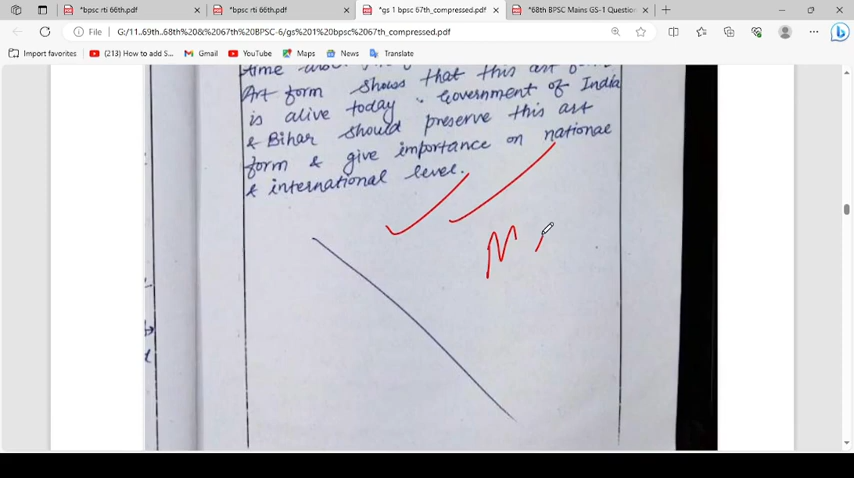 *bpsc rti 66th.pdf
*bpsc rti 66th.pdf
*gs 1 bpsc 67th_compressed.pdf
*68th BPSC Mains GS-1 Question
File
G:/11..69th.68th%20&%2067th%20BPSC-6/gs%201%20bpsc%2067th_compressed.pdf
Import favorites
(213) How to add S...
Gmail
YouTube
Maps
News
Translate
time
Art form shows that this art form
is alive today. Government of India
& Bihar should preserve this art
form & give importance on national
& international level.
M